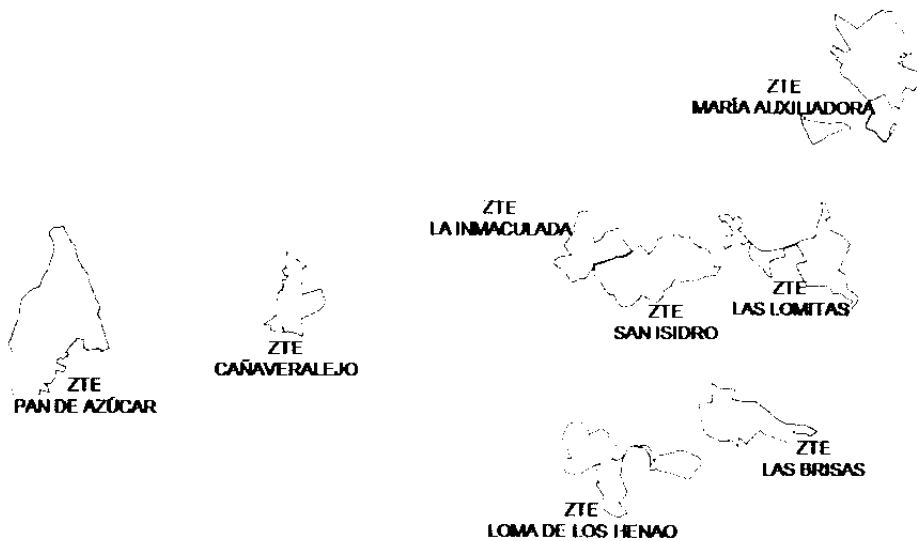 ZTE
MARÍA AUXILIADORA
ZTE
LA INMACULADA
ZTE
LAS LOMITAS
ZTE
SAN ISIDRO
ZTE
CAÑAVERALEJO
ZTE
PAN DE AZÚCAR
ZTE
LAS BRISAS
ZTE
LOMA DE LOS HENAO